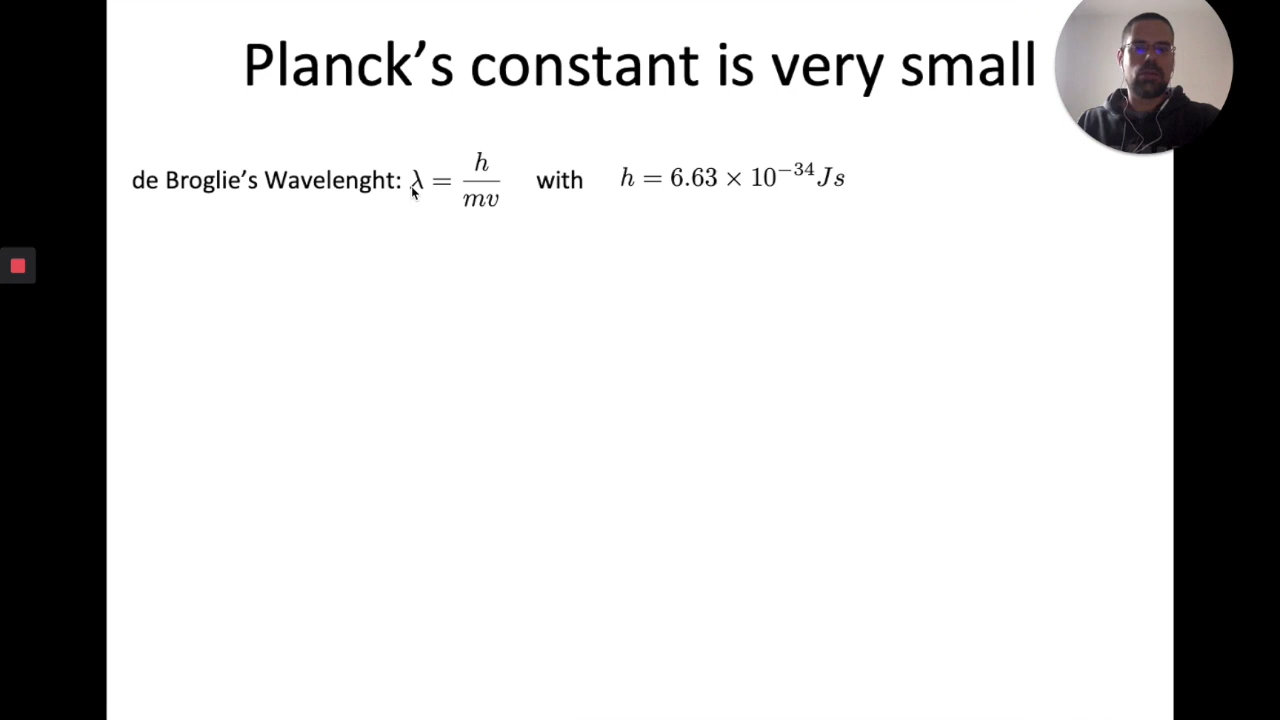 Planck's constant is very small
de Broglie's Wavelenght: λ = h/mv with h = 6.63 × 10⁻³⁴ Js